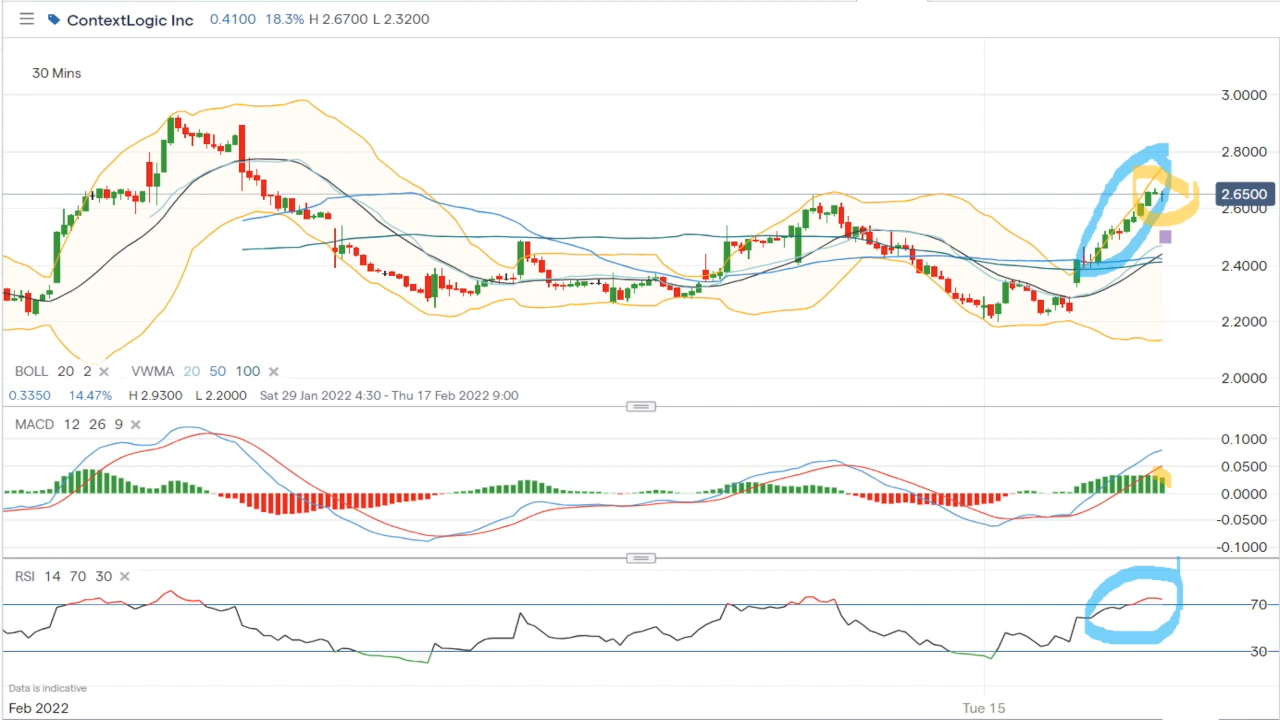 ContextLogic Inc 0.4100 18.3% H 2.6700 L 2.3200
30 Mins
3.0000
2.8000
2.6500
2.6000
2.4000
2.2000
2.0000
BOLL 20 2 × VWMA 20 50 100 ×
0.3350 14.47% H 2.9300 L 2.2000 Sat 29 Jan 2022 4:30 - Thu 17 Feb 2022 9:00
MACD 12 26 9 ×
0.1000
0.0500
0.0000
-0.0500
-0.1000
RSI 14 70 30 ×
70
30
Data is indicative
Feb 2022 Tue 15